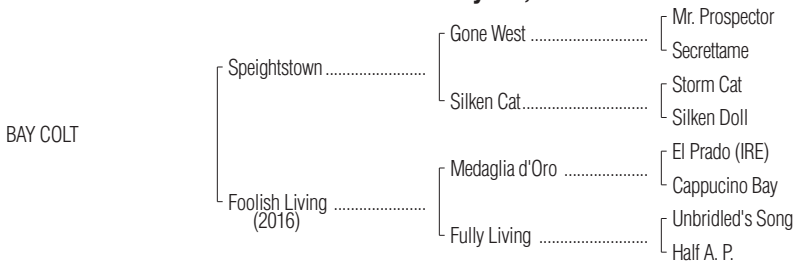 Mr. Prospector
Gone West
Secrettame
Speightstown
Storm Cat
Silken Cat
Silken Doll
BAY COLT
El Prado (IRE)
Medaglia d'Oro
Cappucino Bay
Foolish Living
(2016)
Unbridled's Song
Fully Living
Half A. P.